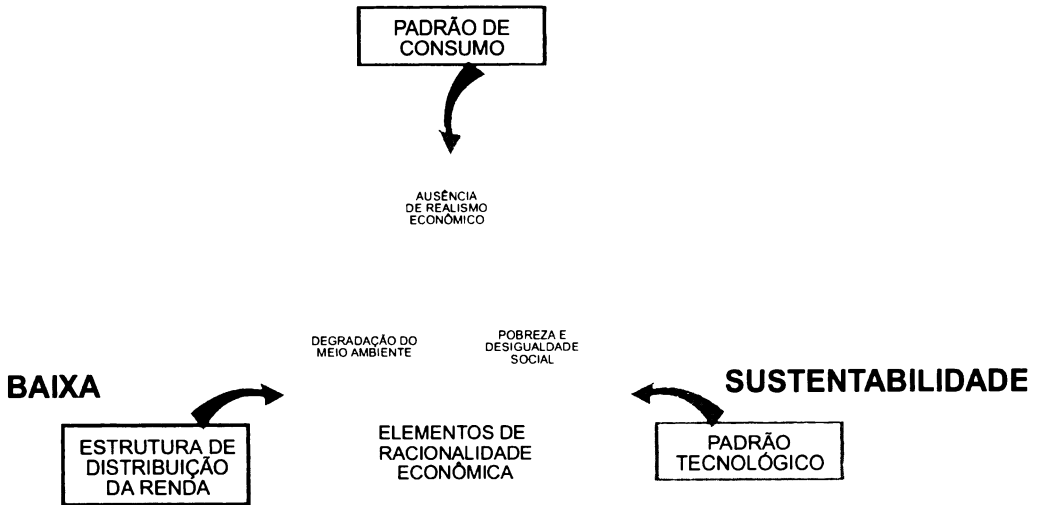 PADRÃO DE
CONSUMO
AUSÊNCIA
DE REALISMO
ECONÔMICO
DEGRADAÇÃO DO
MEIO AMBIENTE
POBREZA E
DESIGUALDADE
SOCIAL
BAIXA
SUSTENTABILIDADE
ESTRUTURA DE
DISTRIBUIÇÃO
DA RENDA
ELEMENTOS DE
RACIONALIDADE
ECONÔMICA
PADRÃO
TECNOLÓGICO